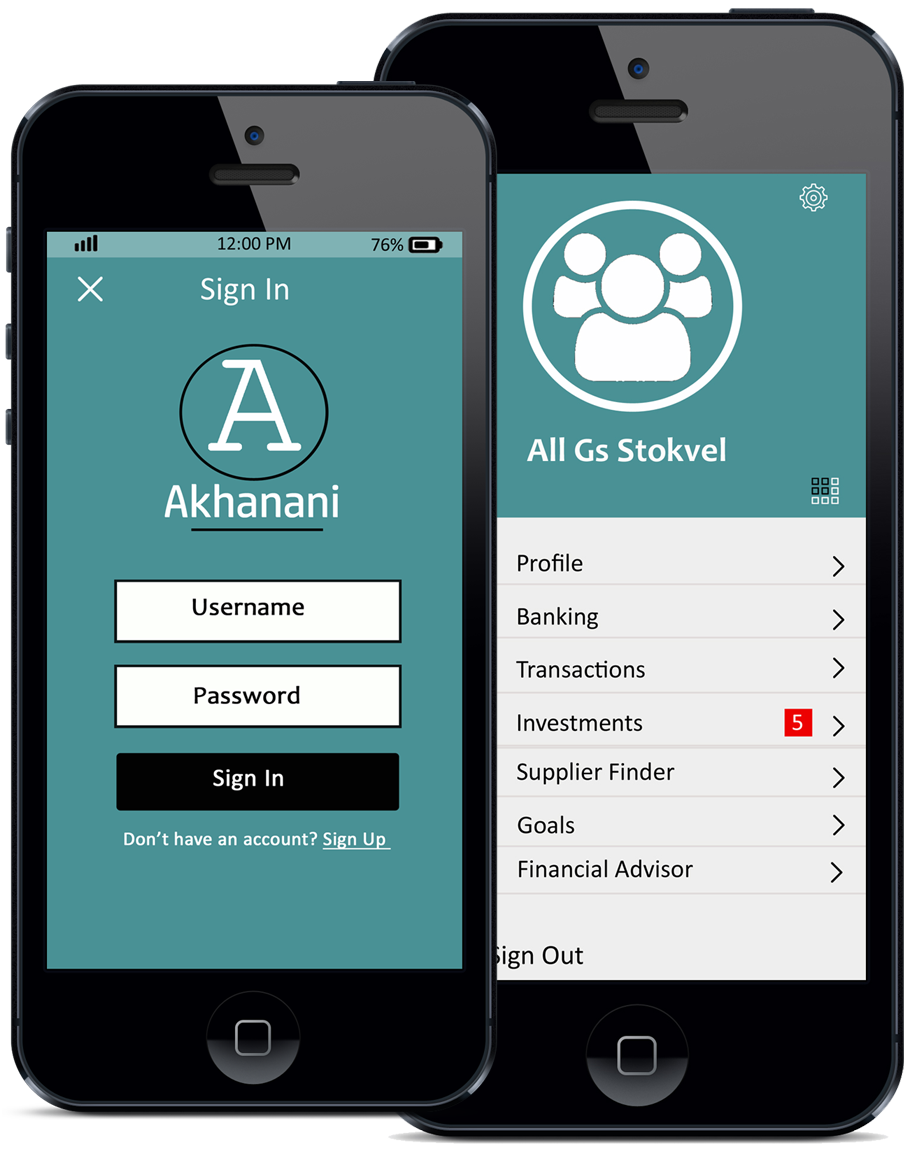 12:00 PM 76%
Sign In
A
Akhanani
Username
Password
Sign In
Don't have an account? Sign Up
All Gs Stokvel
Profile
Banking
Transactions
Investments 5
Supplier Finder
Goals
Financial Advisor
Sign Out